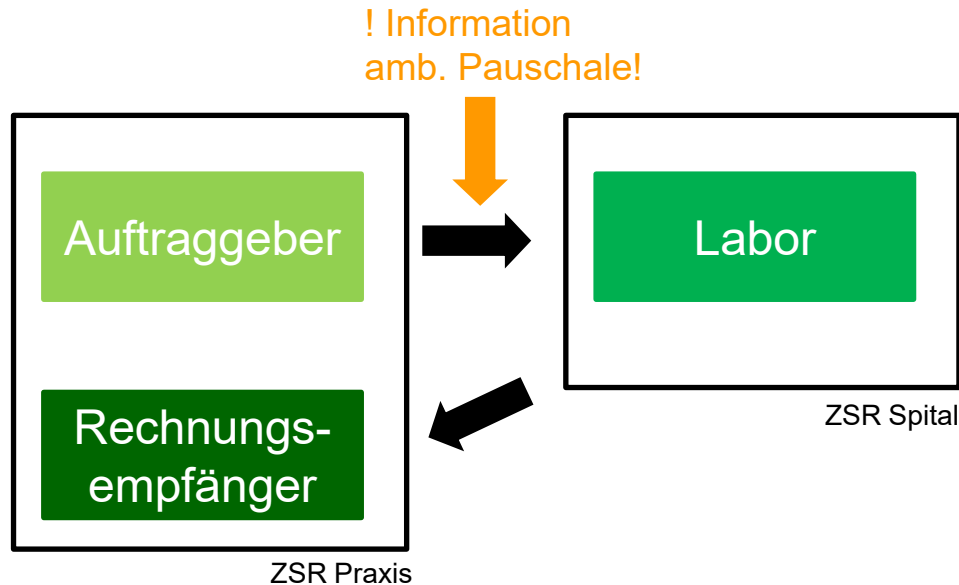 ! Information
amb. Pauschale!
Auftraggeber
Labor
Rechnungs-
empfänger
ZSR Spital
ZSR Praxis